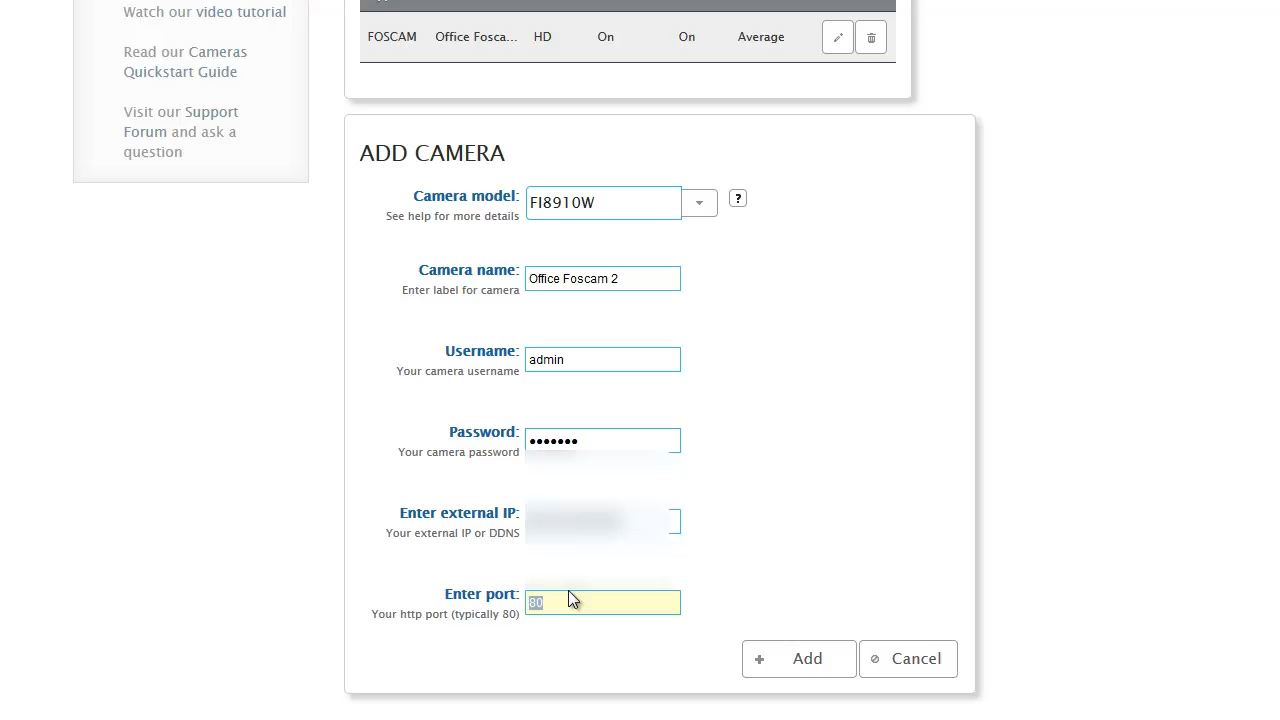 Watch our video tutorial
Read our Cameras
Quickstart Guide
Visit our Support
Forum and ask a
question
FOSCAM Office Fosca... HD On On Average
ADD CAMERA
Camera model: FI8910W ?
See help for more details
Camera name: Office Foscam 2
Enter label for camera
Username: admin
Your camera username
Password: •••••••
Your camera password
Enter external IP:
Your external IP or DDNS
Enter port: 80
Your http port (typically 80)
Add Cancel